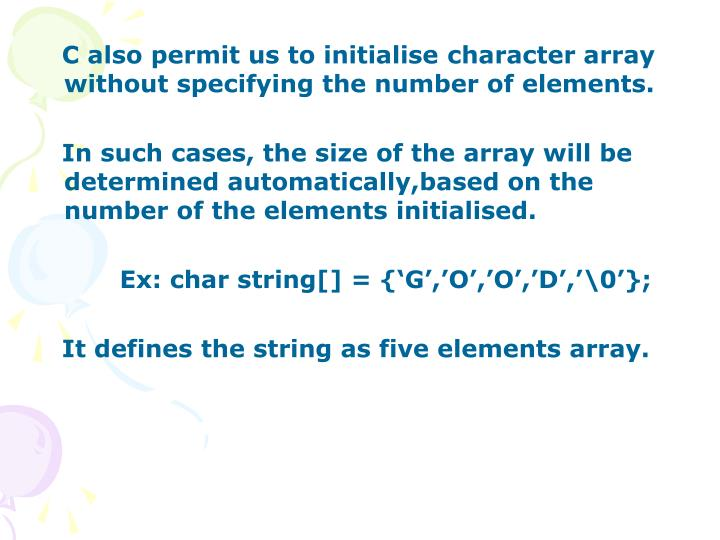 C also permit us to initialise character array
without specifying the number of elements.
In such cases, the size of the array will be
determined automatically,based on the
number of the elements initialised.
Ex: char string[] = {‘G’,’O’,’O’,’D’,’\0’};
It defines the string as five elements array.